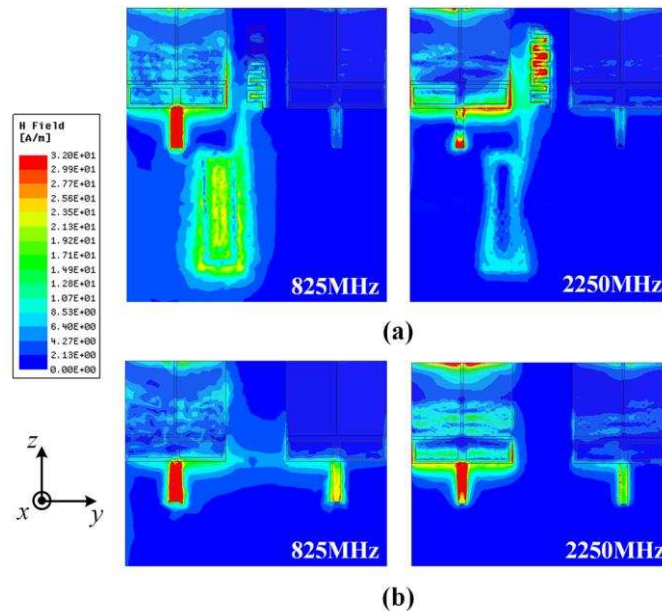 H Field
[A/m]
3.20E+01
2.99E+01
2.77E+01
2.56E+01
2.35E+01
2.13E+01
1.92E+01
1.71E+01
1.49E+01
1.28E+01
1.07E+01
8.53E+00
6.40E+00
4.27E+00
2.13E+00
0.00E+00
825MHz
2250MHz
(a)
z
x
y
825MHz
2250MHz
(b)